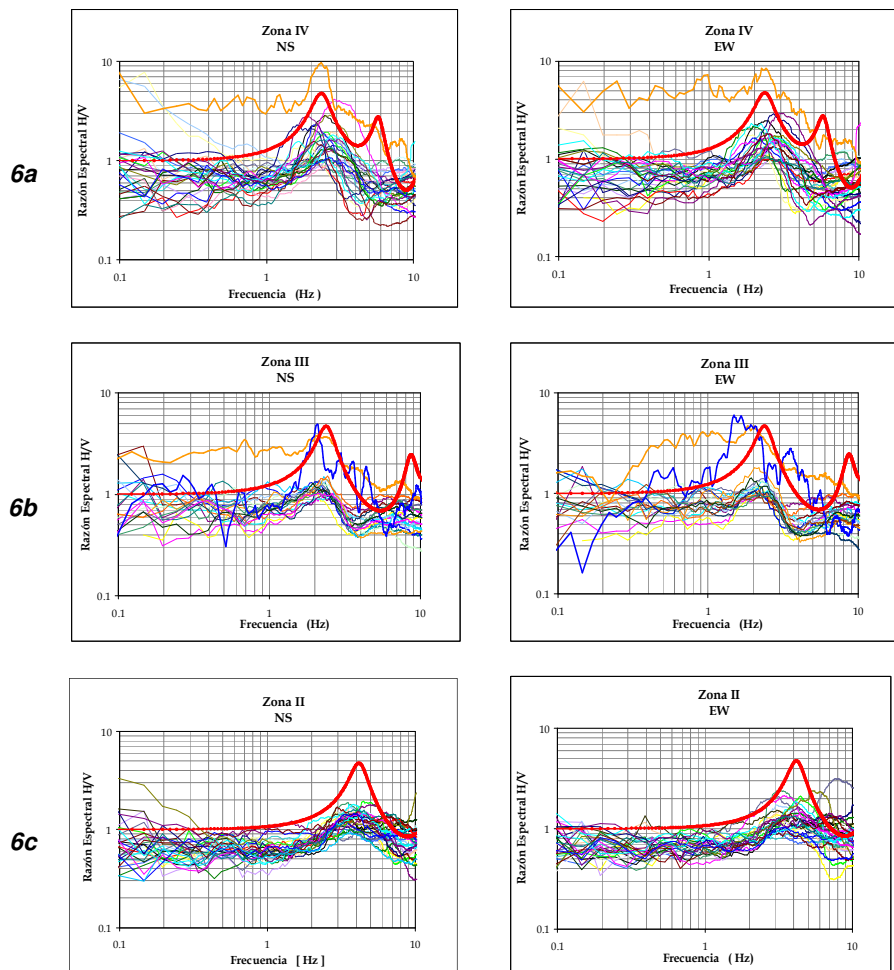 6a
Zona IV
NS
Razón Espectral H/V
10
1
0.1
0.1
1
10
Frecuencia (Hz )
Zona IV
EW
Razón Espectral H/V
10
1
0.1
0.1
1
10
Frecuencia ( Hz)
6b
Zona III
NS
Razón Espectral H/V
10
1
0.1
0.1
1
10
Frecuencia (Hz)
Zona III
EW
Razón Espectral H/V
10
1
0.1
0.1
1
10
Frecuencia (Hz)
6c
Zona II
NS
Razón Espectral H/V
10
1
0.1
0.1
1
10
Frecuencia [ Hz ]
Zona II
EW
Razón Espectral H/V
10
1
0.1
0.1
1
10
Frecuencia ( Hz)